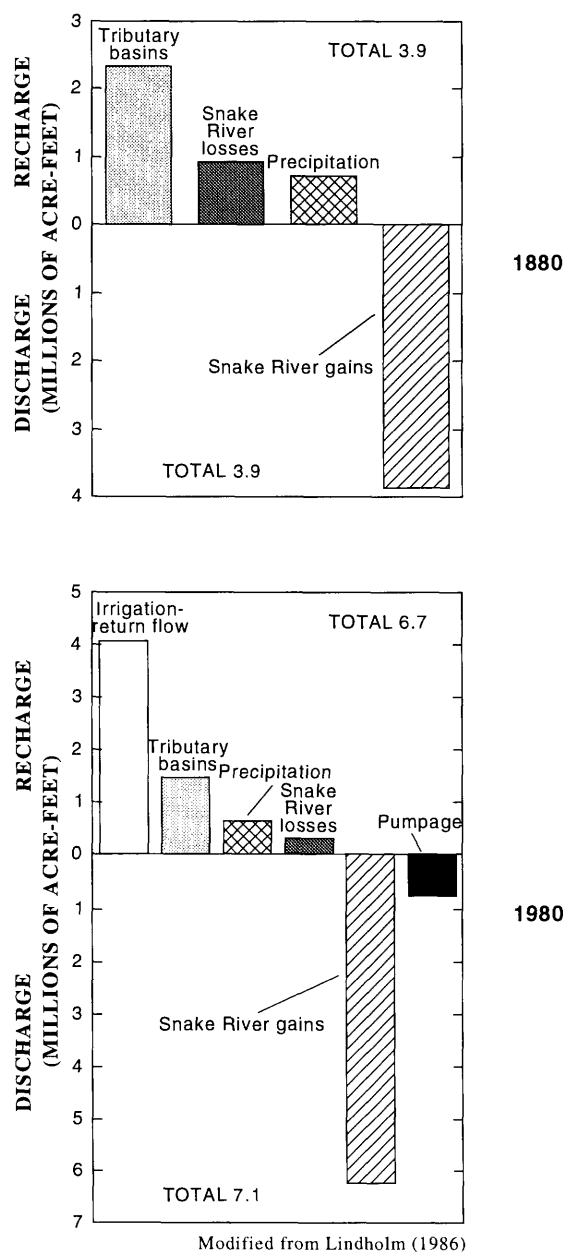 3
Tributary
basins
TOTAL 3.9
2
Snake
River
losses
1
Precipitation
0
RECHARGE
DISCHARGE
(MILLIONS OF ACRE-FEET)
1
2
Snake River gains
3
TOTAL 3.9
4
1880
5
Irrigation-
return flow
TOTAL 6.7
4
3
2
Tributary
basins
Precipitation
Snake
River
losses
1
Pumpage
0
RECHARGE
DISCHARGE
(MILLIONS OF ACRE-FEET)
1
2
3
Snake River gains
4
5
6
TOTAL 7.1
7
1980
Modified from Lindholm (1986)